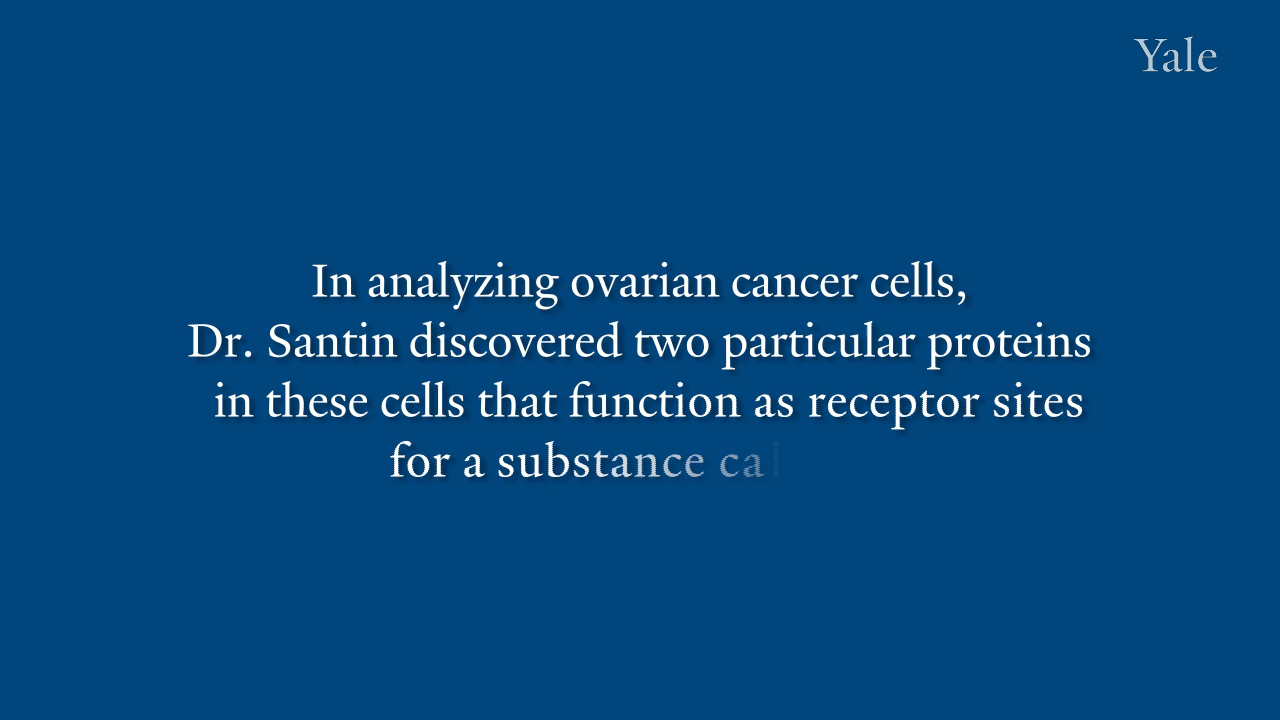 Yale
In analyzing ovarian cancer cells,
Dr. Santin discovered two particular proteins
in these cells that function as receptor sites
for a substance